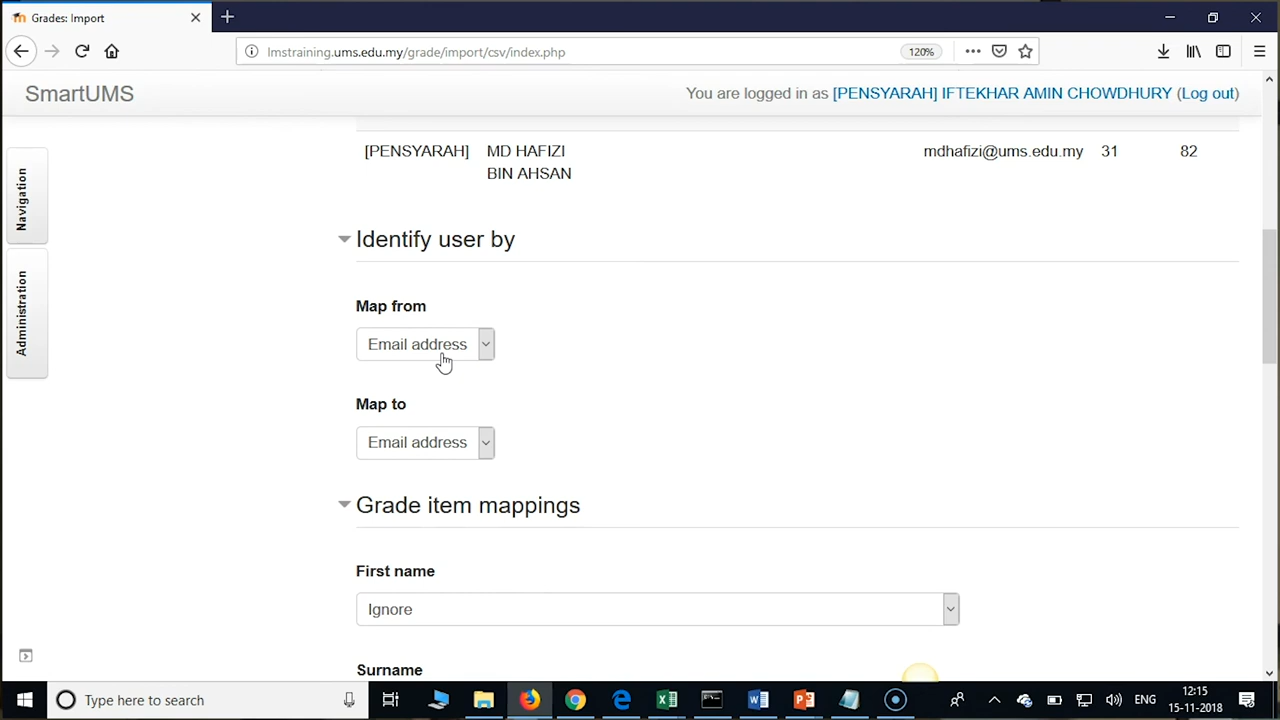 Grades: Import
lmstraining.ums.edu.my/grade/import/csv/index.php
120%
SmartUMS
You are logged in as [PENSYARAH] IFTEKHAR AMIN CHOWDHURY (Log out)
Navigation
Administration
[PENSYARAH] MD HAFIZI mdhafizi@ums.edu.my 31 82
BIN AHSAN
Identify user by
Map from
Email address
Map to
Email address
Grade item mappings
First name
Ignore
Surname
Type here to search
ENG
12:15
15-11-2018